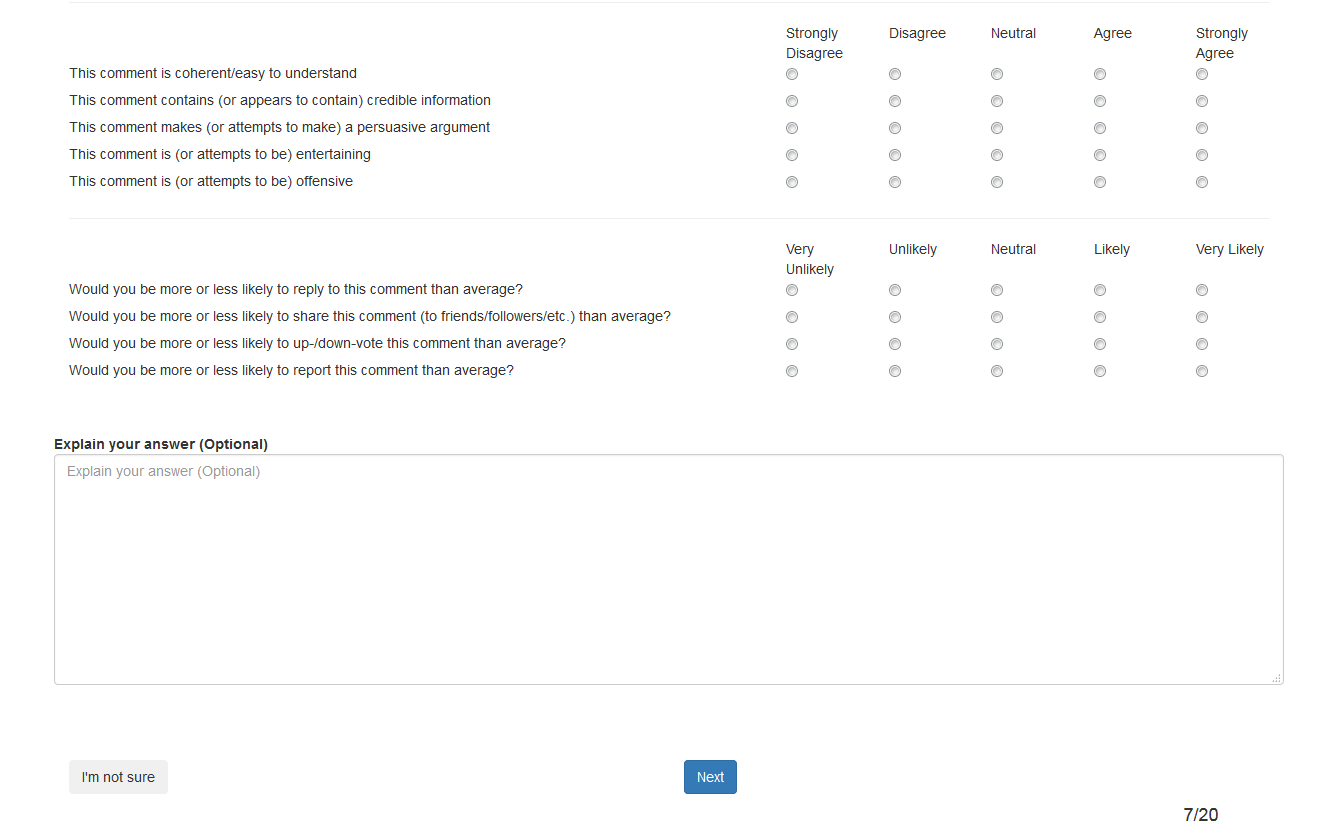 Strongly Disagree Neutral Agree Strongly
Disagree Agree
This comment is coherent/easy to understand
This comment contains (or appears to contain) credible information
This comment makes (or attempts to make) a persuasive argument
This comment is (or attempts to be) entertaining
This comment is (or attempts to be) offensive
Very Unlikely Neutral Likely Very Likely
Unlikely
Would you be more or less likely to reply to this comment than average?
Would you be more or less likely to share this comment (to friends/followers/etc.) than average?
Would you be more or less likely to up-/down-vote this comment than average?
Would you be more or less likely to report this comment than average?
Explain your answer (Optional)
Explain your answer (Optional)
I'm not sure Next
7/20